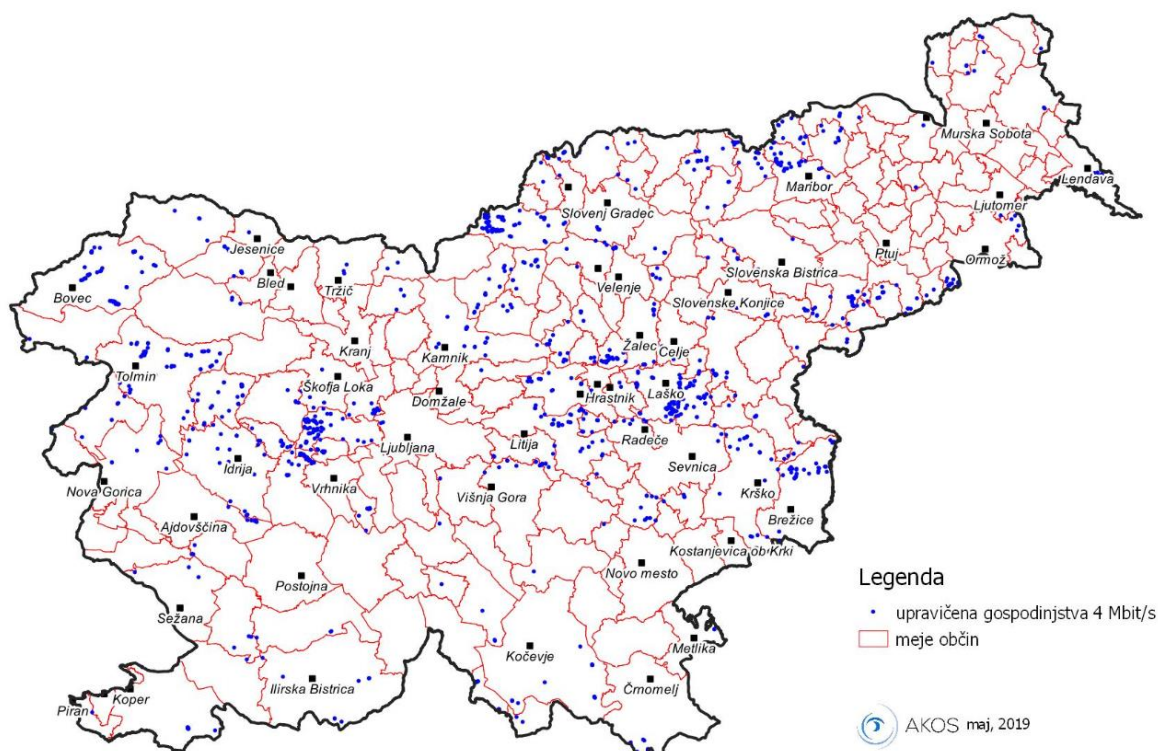 Murska Sobota
Lendava
Maribor
Ljutomer
Slovenj Gradec
Jesenice
Ptuj
Ormož
Bled
Slovenska Bistrica
Bovec
Tržič
Velenje
Slovenske Konjice
Kranj
Kamnik
Žalec
Celje
Tolmin
Škofja Loka
Domžale
Hrastnik
Laško
Ljubljana
Litija
Radeče
Idrija
Sevnica
Nova Gorica
Vrhnika
Višnja Gora
Krško
Brežice
Ajdovščina
Kostanjevica ob Krki
Postojna
Novo mesto
Legenda
upravičena gospodinjstva 4 Mbit/s
meje občin
Sežana
Kočevje
Metlika
Ilirska Bistrica
Črnomelj
Koper
Piran
AKOS maj, 2019